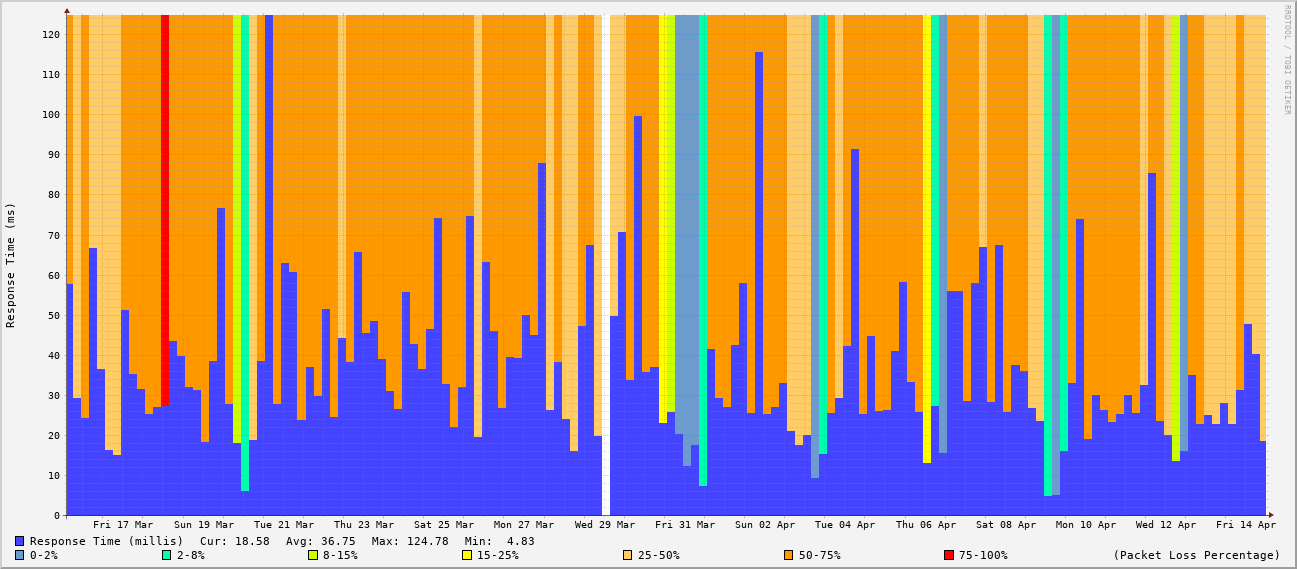 RRDTOOL / TOBI OETIKER
Response Time (ms)
120
110
100
90
80
70
60
50
40
30
20
10
0
Fri 17 Mar Sun 19 Mar Tue 21 Mar Thu 23 Mar Sat 25 Mar Mon 27 Mar Wed 29 Mar Fri 31 Mar Sun 02 Apr Tue 04 Apr Thu 06 Apr Sat 08 Apr Mon 10 Apr Wed 12 Apr Fri 14 Apr
Response Time (millis) Cur: 18.58 Avg: 36.75 Max: 124.78 Min: 4.83
0-2% 2-8% 8-15% 15-25% 25-50% 50-75% 75-100% (Packet Loss Percentage)